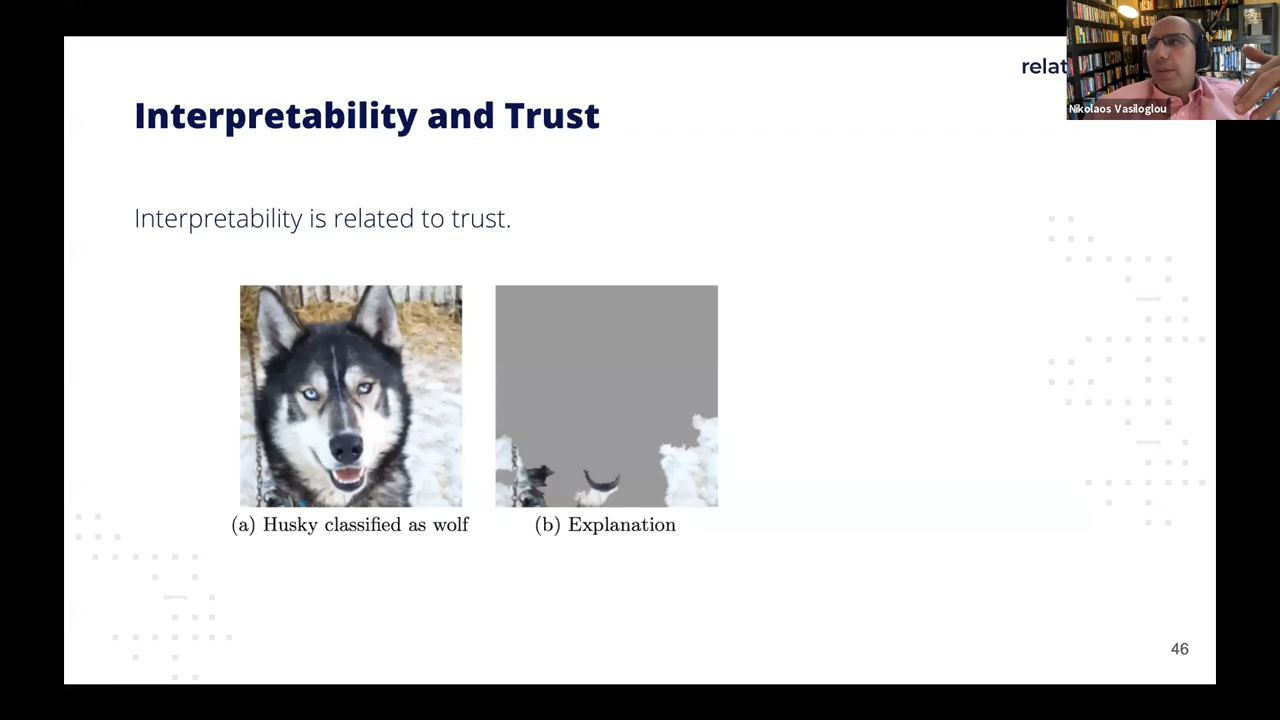 relat
Nikolaos Vasiloglou
Interpretability and Trust
Interpretability is related to trust.
(a) Husky classified as wolf
(b) Explanation
46